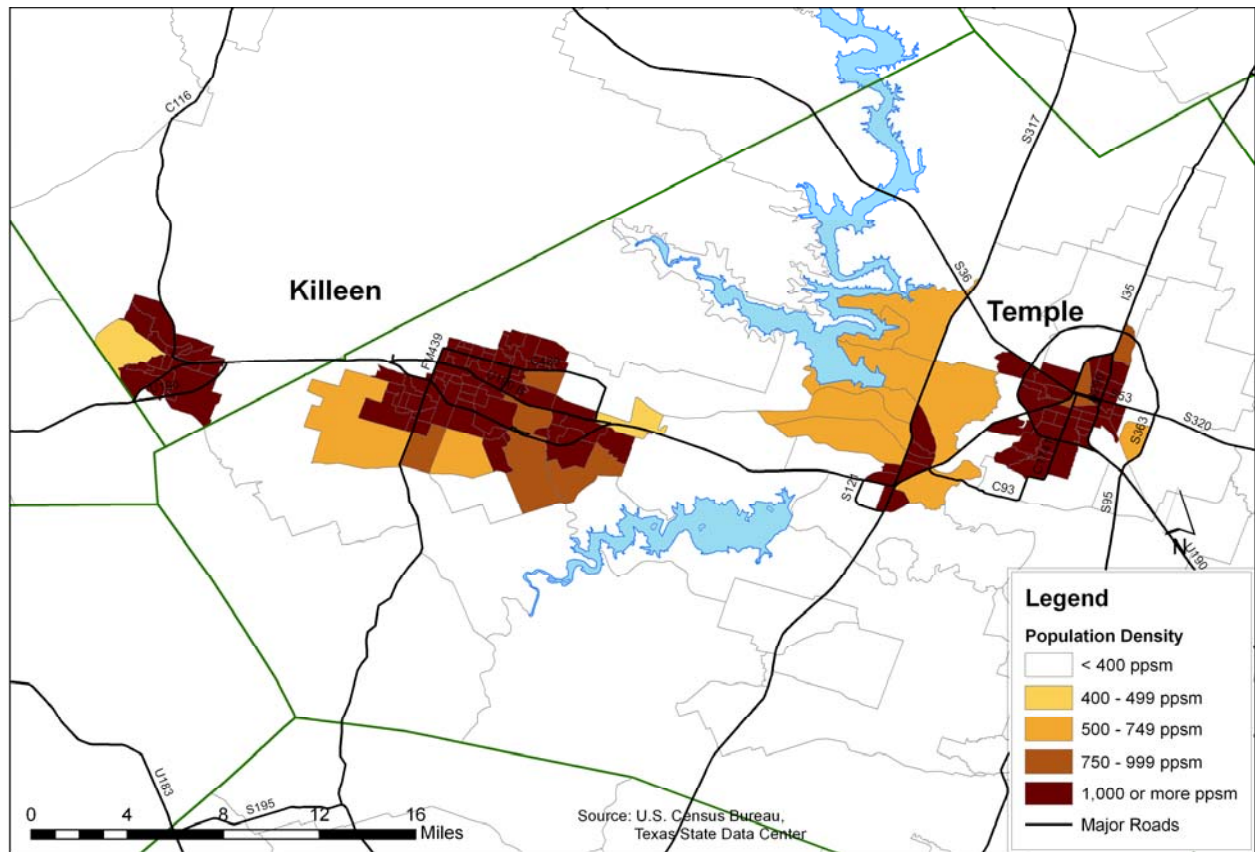 C116
S317
Killeen
S36
Temple
I35
FM439
53
S320
S363
S121
C93
S95
N
U190
Legend
Population Density
< 400 ppsm
400 - 499 ppsm
500 - 749 ppsm
750 - 999 ppsm
1,000 or more ppsm
Major Roads
U183
S195
0 4 8 12 16
Miles
Source: U.S. Census Bureau,
Texas State Data Center